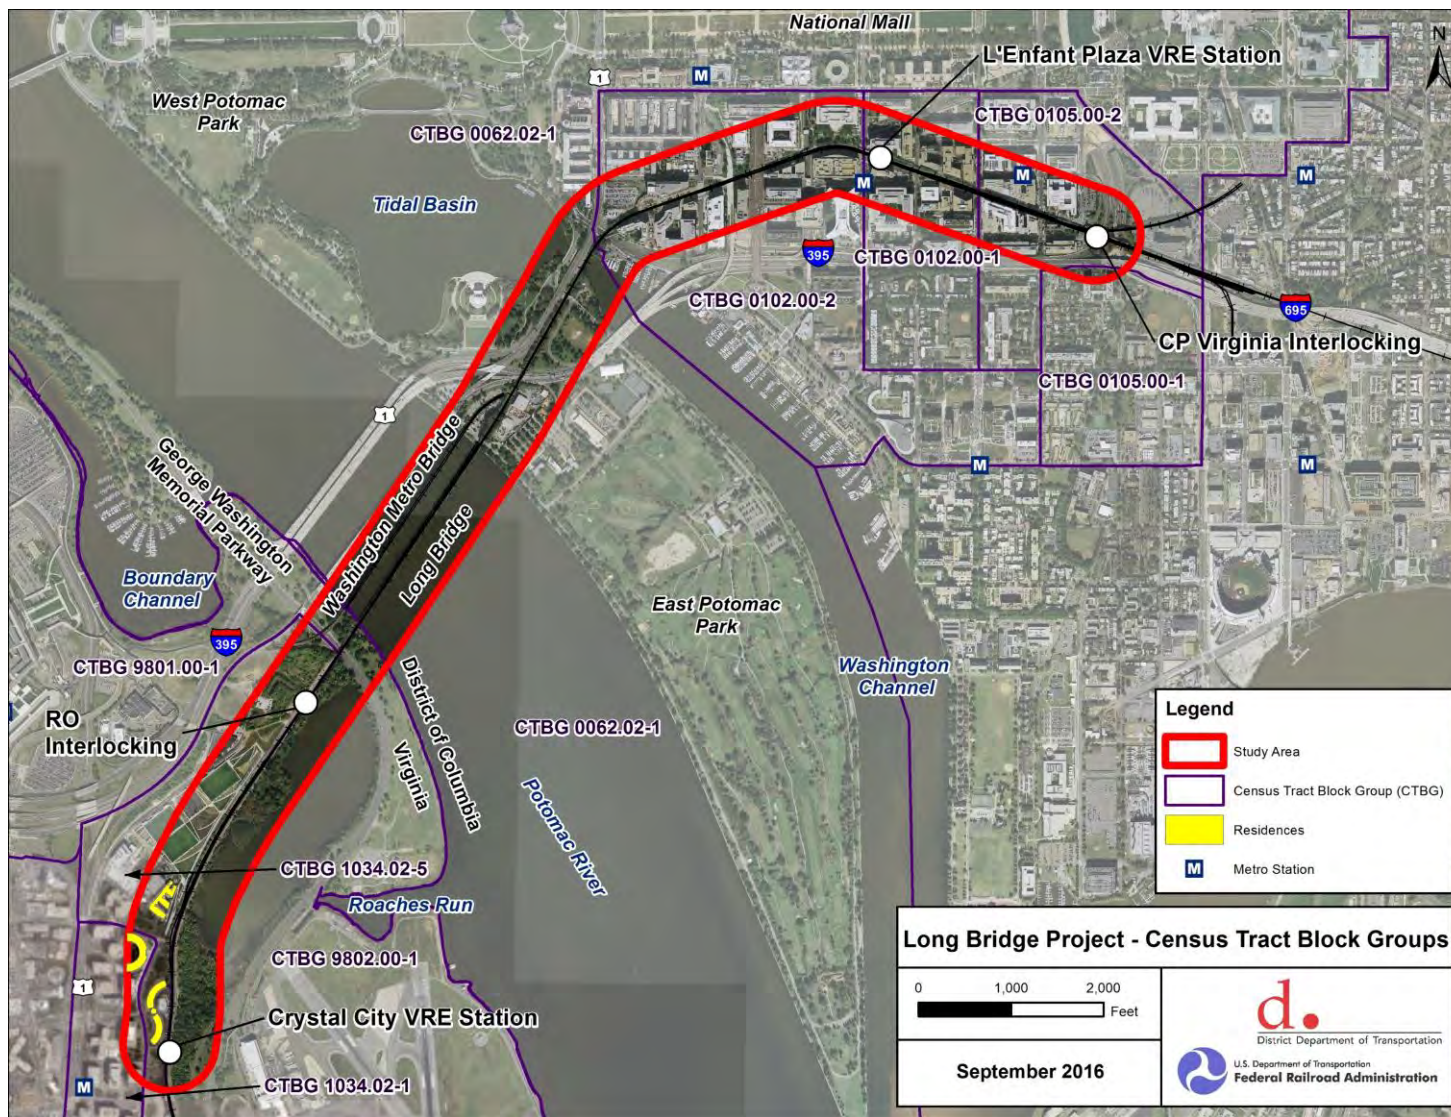 National Mall
N
L'Enfant Plaza VRE Station
1
M
West Potomac
Park
CTBG 0062.02-1
CTBG 0105.00-2
M
M
M
Tidal Basin
395
CTBG 0102.00-1
CTBG 0102.00-2
695
CP Virginia Interlocking
CTBG 0105.00-1
1
M
M
George Washington
Memorial Parkway
Washington Metro Bridge
Long Bridge
Boundary
Channel
395
CTBG 9801.00-1
East Potomac
Park
Washington
Channel
District of Columbia
Virginia
RO
Interlocking
CTBG 0062.02-1
Potomac River
CTBG 1034.02-5
Roaches Run
CTBG 9802.00-1
1
Crystal City VRE Station
M
CTBG 1034.02-1
Legend
Study Area
Census Tract Block Group (CTBG)
Residences
M Metro Station
Long Bridge Project - Census Tract Block Groups
0 1,000 2,000
Feet
September 2016
d.
District Department of Transportation
U.S. Department of Transportation
Federal Railroad Administration